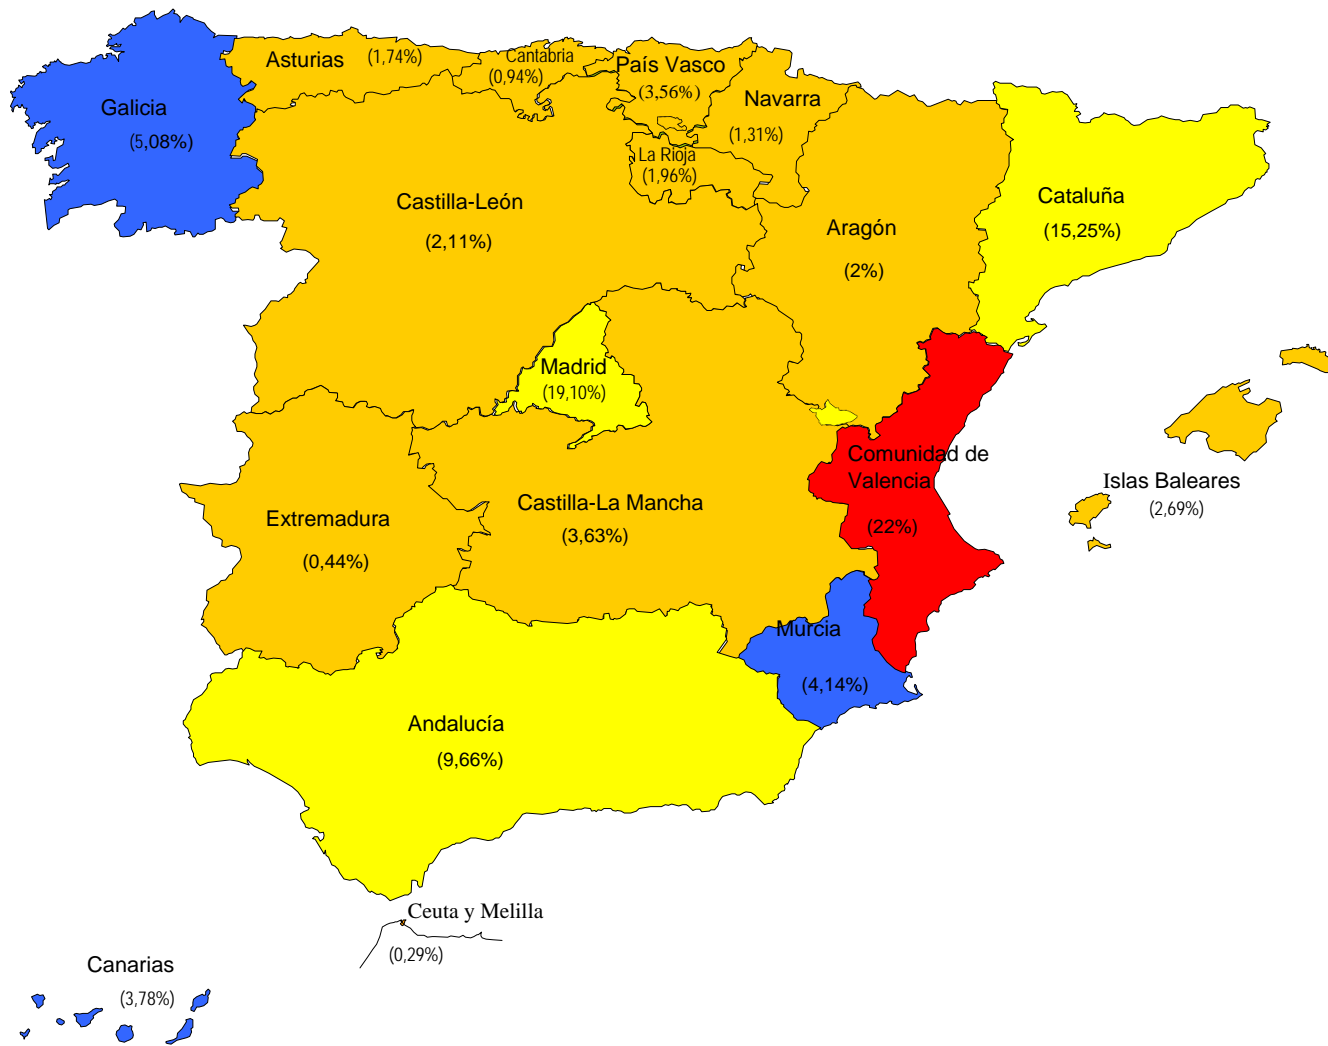 Asturias (1,74%)
Cantabria
(0,94%)
País Vasco
(3,56%)
Galicia
(5,08%)
Navarra
(1,31%)
La Rioja
(1,96%)
Castilla-León
(2,11%)
Aragón
(2%)
Cataluña
(15,25%)
Madrid
(19,10%)
Comunidad de
Valencia
(22%)
Islas Baleares
(2,69%)
Extremadura
(0,44%)
Castilla-La Mancha
(3,63%)
Murcia
(4,14%)
Andalucía
(9,66%)
Ceuta y Melilla
(0,29%)
Canarias
(3,78%)